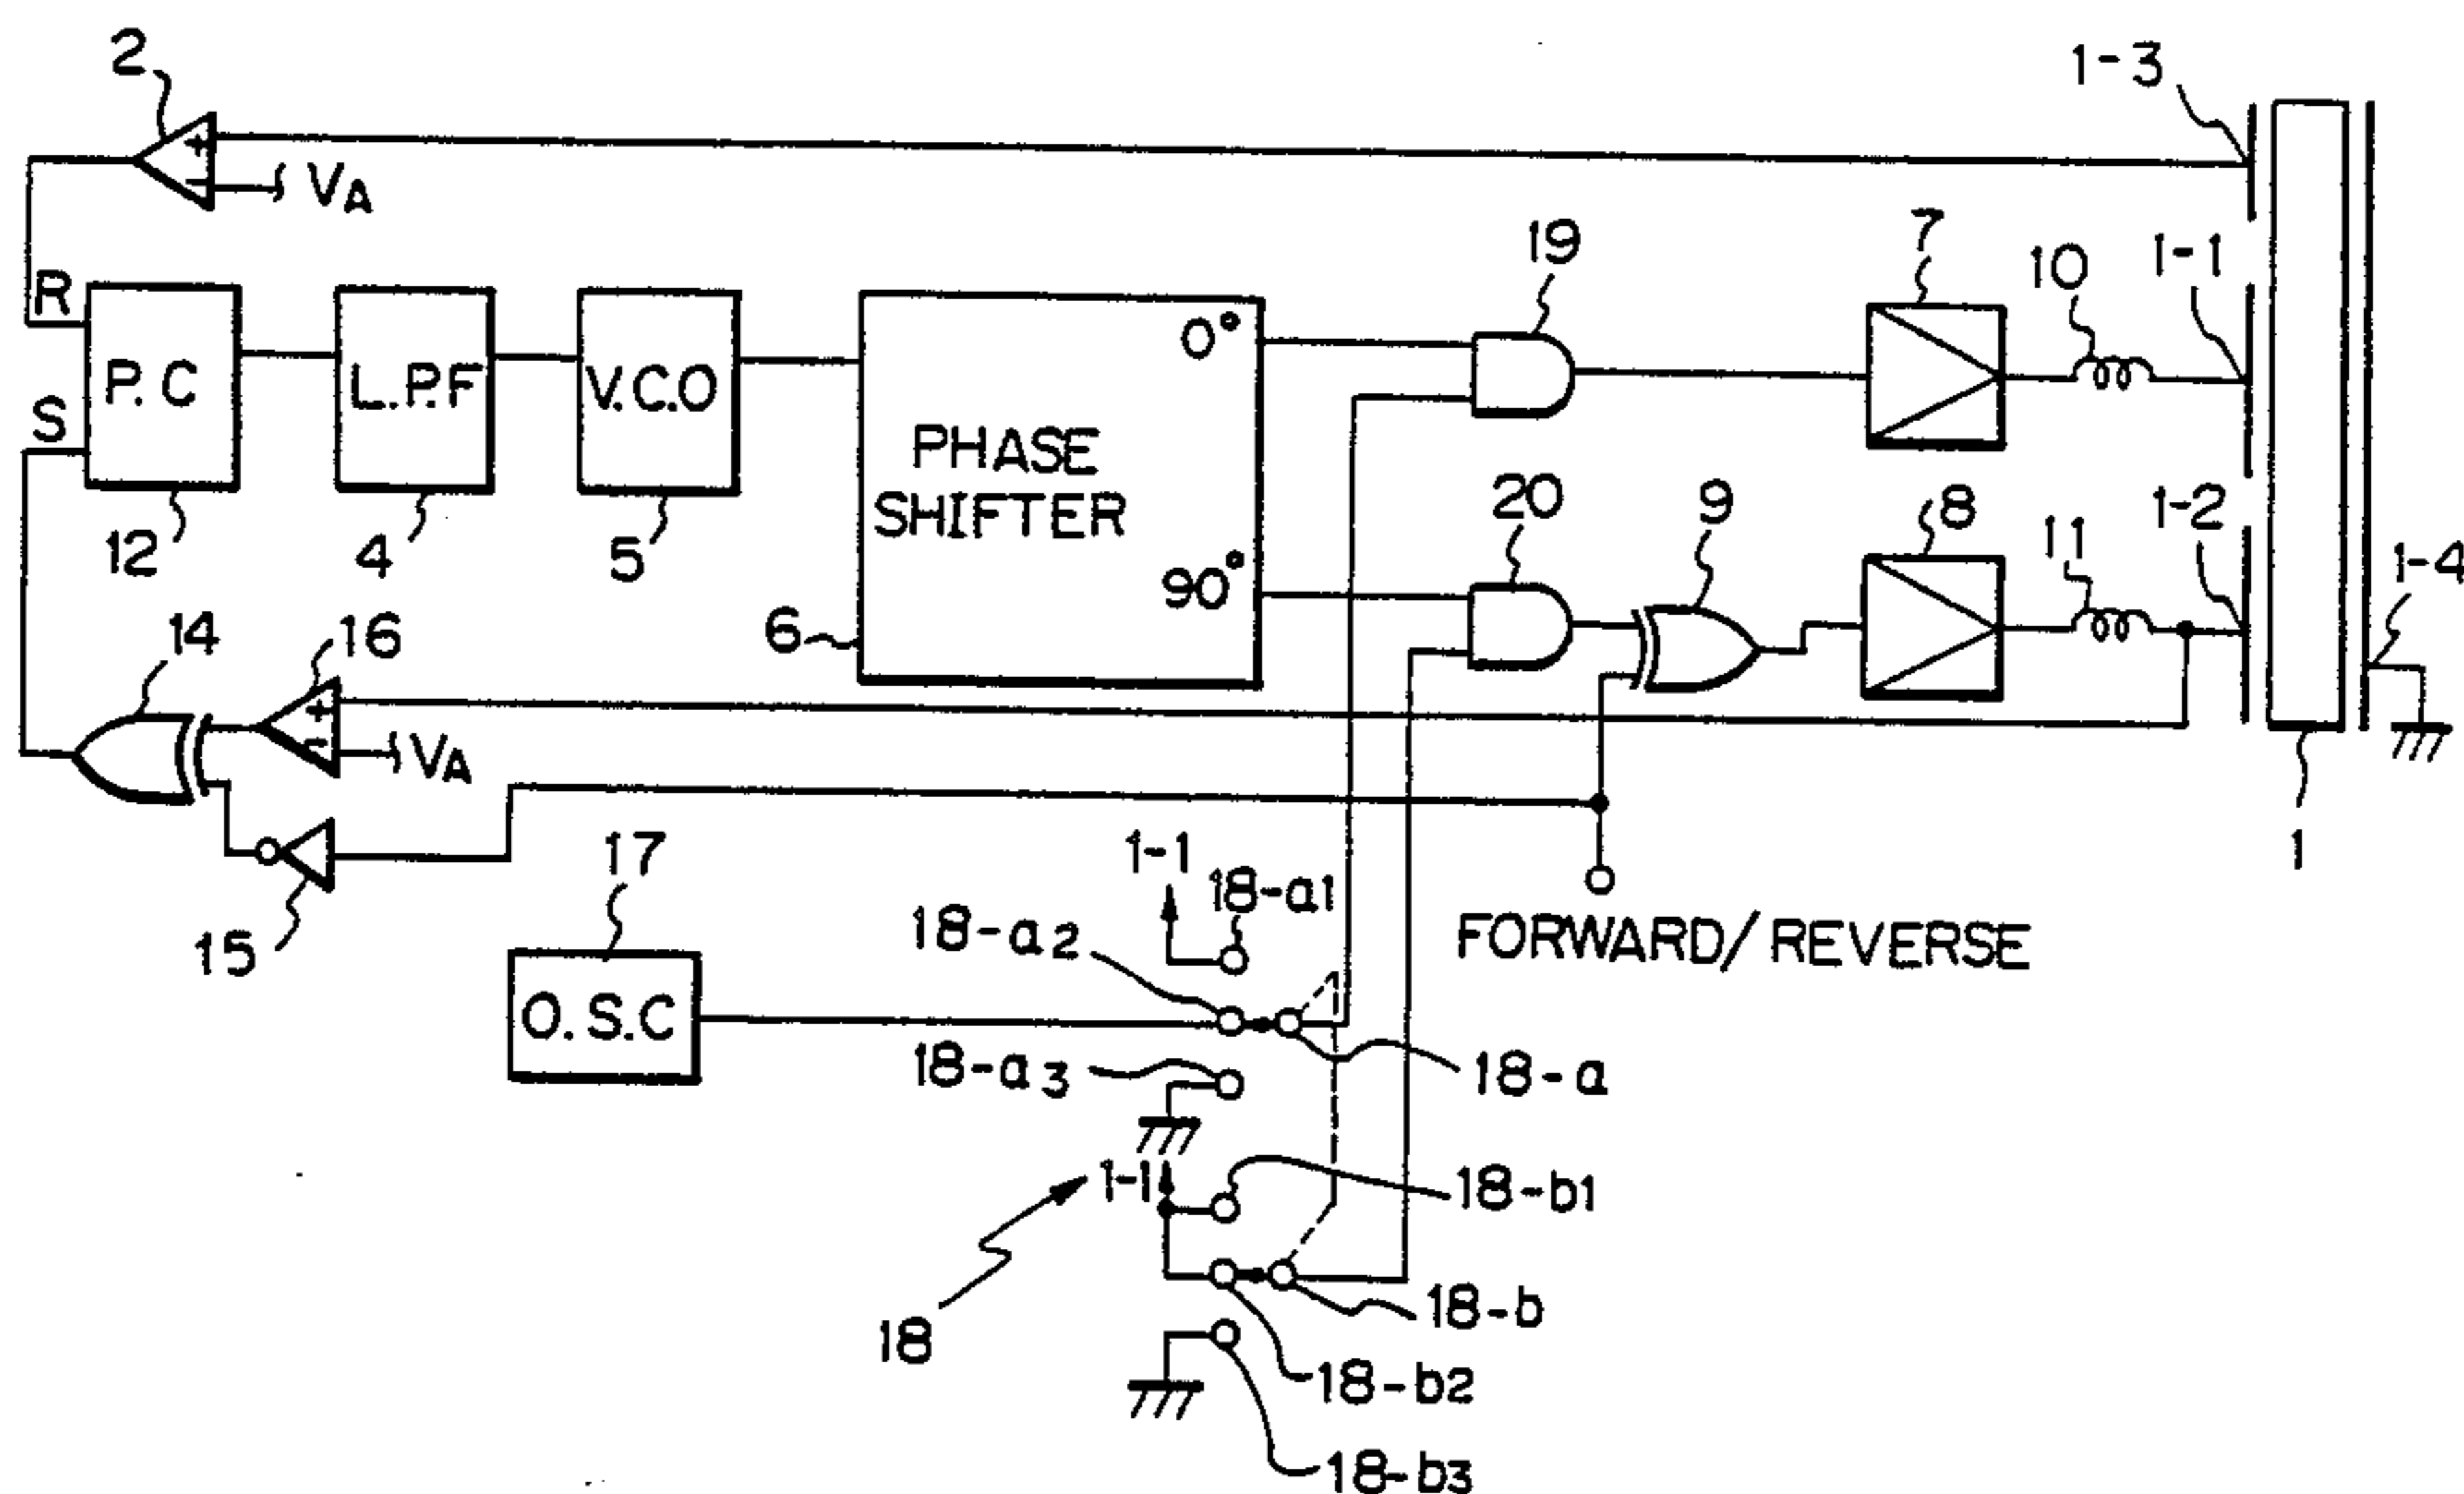 2
1-3
+
VA
−
19
7
10
1-1
R
P.C
L.P.F
V.C.O
0°
S
PHASE
SHIFTER
20
9
8
11
1-2
1-4
12
4
5
90°
6
14
16
+
−
VA
15
17
1-1
18-a1
1
18-a2
FORWARD/REVERSE
O.S.C
18-a3
18-a
1-1
18-b1
18
18-b
18-b2
18-b3